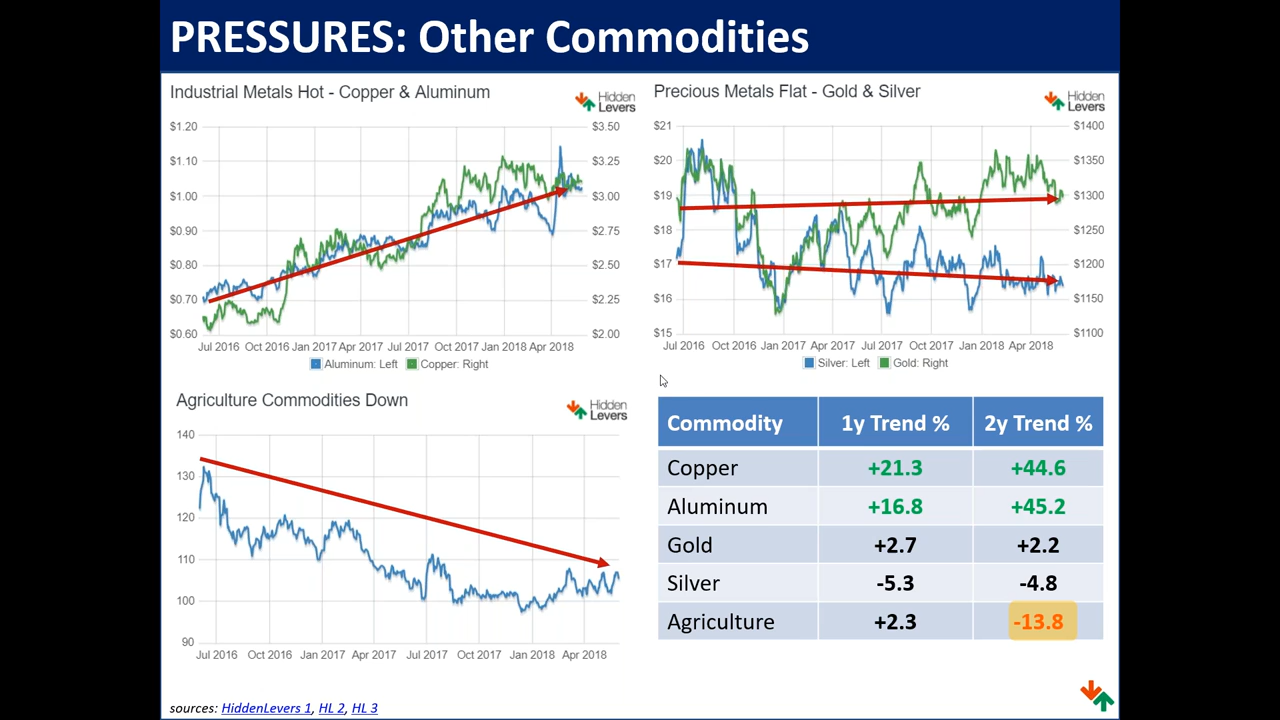 PRESSURES: Other Commodities
Industrial Metals Hot - Copper & Aluminum
Hidden
Levers
$1.20
$1.10
$1.00
$0.90
$0.80
$0.70
$0.60
$3.50
$3.25
$3.00
$2.75
$2.50
$2.25
$2.00
Jul 2016 Oct 2016 Jan 2017 Apr 2017 Jul 2017 Oct 2017 Jan 2018 Apr 2018
Aluminum: Left Copper: Right
Precious Metals Flat - Gold & Silver
Hidden
Levers
$21
$20
$19
$18
$17
$16
$15
$1400
$1350
$1300
$1250
$1200
$1150
$1100
Jul 2016 Oct 2016 Jan 2017 Apr 2017 Jul 2017 Oct 2017 Jan 2018 Apr 2018
Silver: Left Gold: Right
Agriculture Commodities Down
Hidden
Levers
140
130
120
110
100
90
Jul 2016 Oct 2016 Jan 2017 Apr 2017 Jul 2017 Oct 2017 Jan 2018 Apr 2018
Commodity 1y Trend % 2y Trend %
Copper +21.3 +44.6
Aluminum +16.8 +45.2
Gold +2.7 +2.2
Silver -5.3 -4.8
Agriculture +2.3 -13.8
sources: HiddenLevers 1, HL 2, HL 3